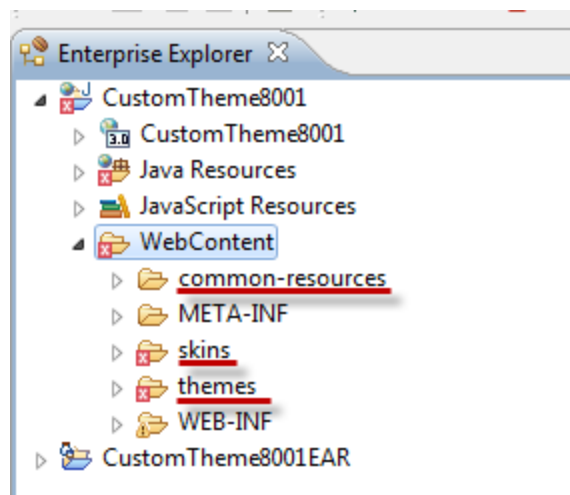 Enterprise Explorer
CustomTheme8001
3.0 CustomTheme8001
Java Resources
JavaScript Resources
WebContent
common-resources
META-INF
skins
themes
WEB-INF
CustomTheme8001EAR